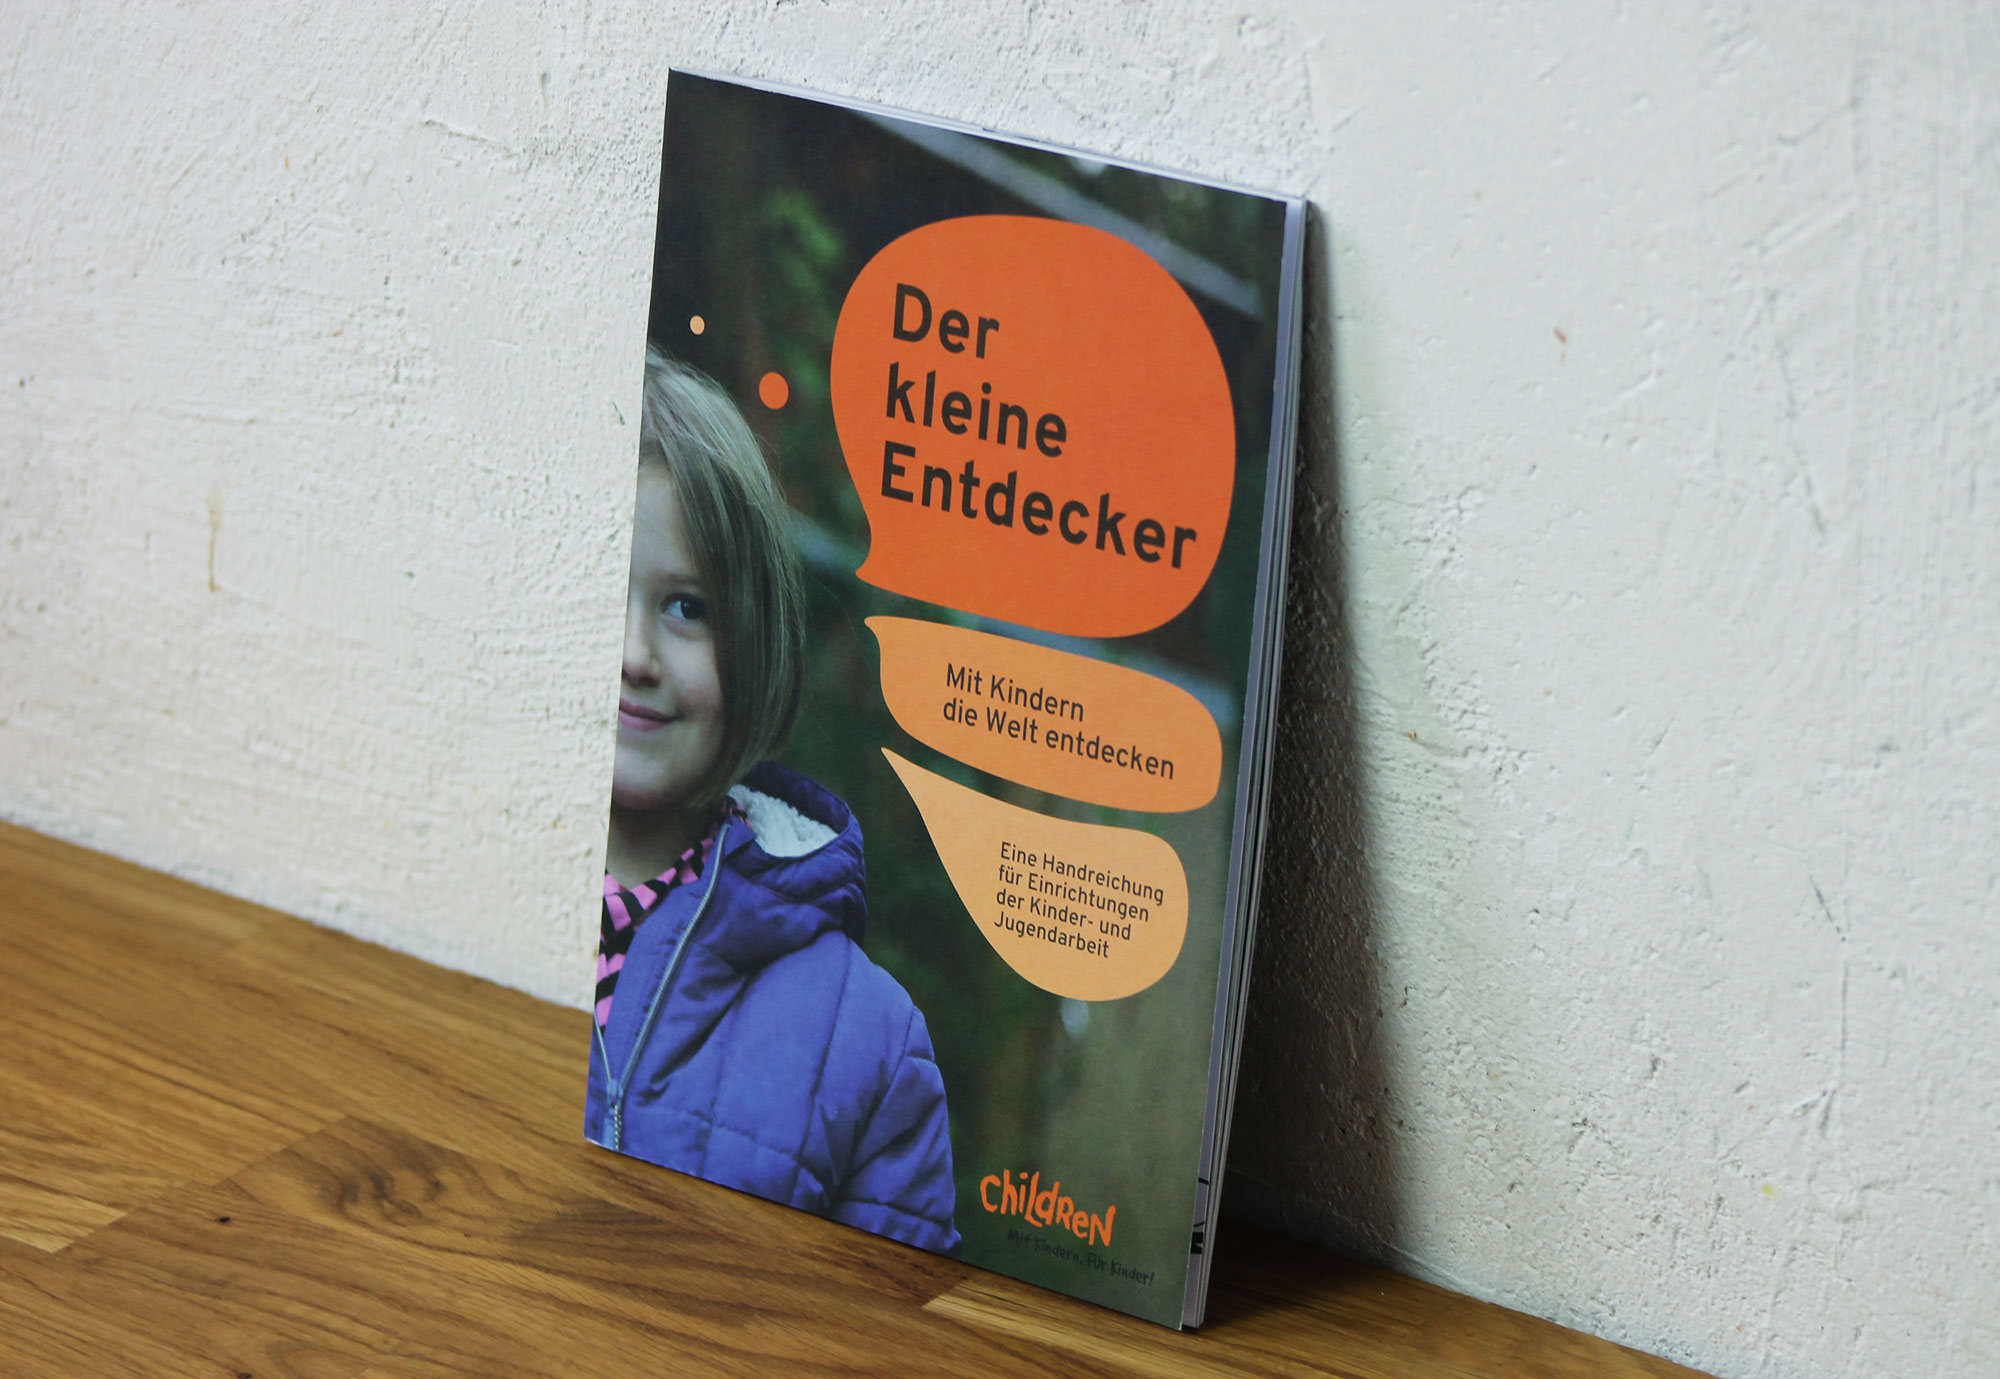 Der
kleine
Entdecker
Mit Kindern
die Welt entdecken
Eine Handreichung
für Einrichtungen
der Kinder- und
Jugendarbeit
CHiLdReN
Mit Kindern. Für Kinder!